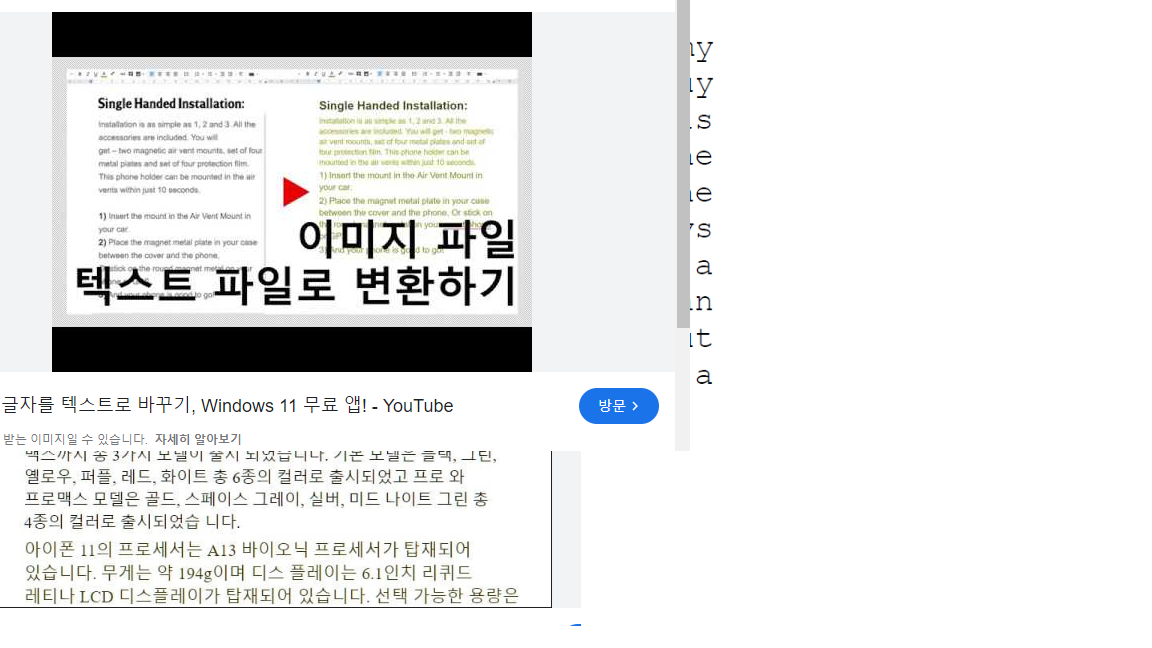 Single Handed Installation:
Installation is as simple as 1, 2 and 3. All the
accessories are included. You will
get – two magnetic air vent mounts, set of four
metal plates and set of four protection film.
This phone holder can be mounted in the air
vents within just 10 seconds.
1) Insert the mount in the Air Vent Mount in
your car.
2) Place the magnet metal plate in your case
between the cover and the phone,
stick on the round magnet metal on your
And your phone is good to go!
Single Handed Installation:
Installation is as simple as 1, 2 and 3. All the
accessories are included. You will get - two magnetic
air vent mounts, set of four metal plates and set of
four protection film. This phone holder can be
mounted in the air vents within just 10 seconds.
1) Insert the mount in the Air Vent Mount in
your car.
2) Place the magnet metal plate in your case
between the cover and the phone, Or stick on
And your phone is good to go!
이미지 파일
텍스트 파일로 변환하기
글자를 텍스트로 바꾸기, Windows 11 무료 앱! - YouTube
방문
받는 이미지일 수 있습니다. 자세히 알아보기
맥스까지 총 3가지 모델이 출시 되었습니다. 기본 모델은 블랙, 그린,
옐로우, 퍼플, 레드, 화이트 총 6종의 컬러로 출시되었고 프로 와
프로맥스 모델은 골드, 스페이스 그레이, 실버, 미드 나이트 그린 총
4종의 컬러로 출시되었습 니다.
아이폰 11의 프로세서는 A13 바이오닉 프로세서가 탑재되어
있습니다. 무게는 약 194g이며 디스 플레이는 6.1인치 리퀴드
레티나 LCD 디스플레이가 탑재되어 있습니다. 선택 가능한 용량은
a
a